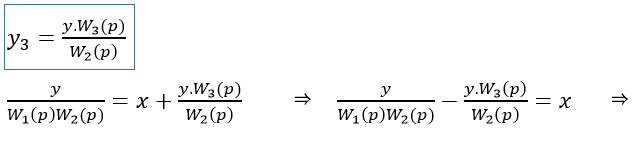 y₃ = y.W₃(p) / W₂(p)
y / W₁(p)W₂(p) = x + y.W₃(p) / W₂(p) ⇒ y / W₁(p)W₂(p) − y.W₃(p) / W₂(p) = x ⇒